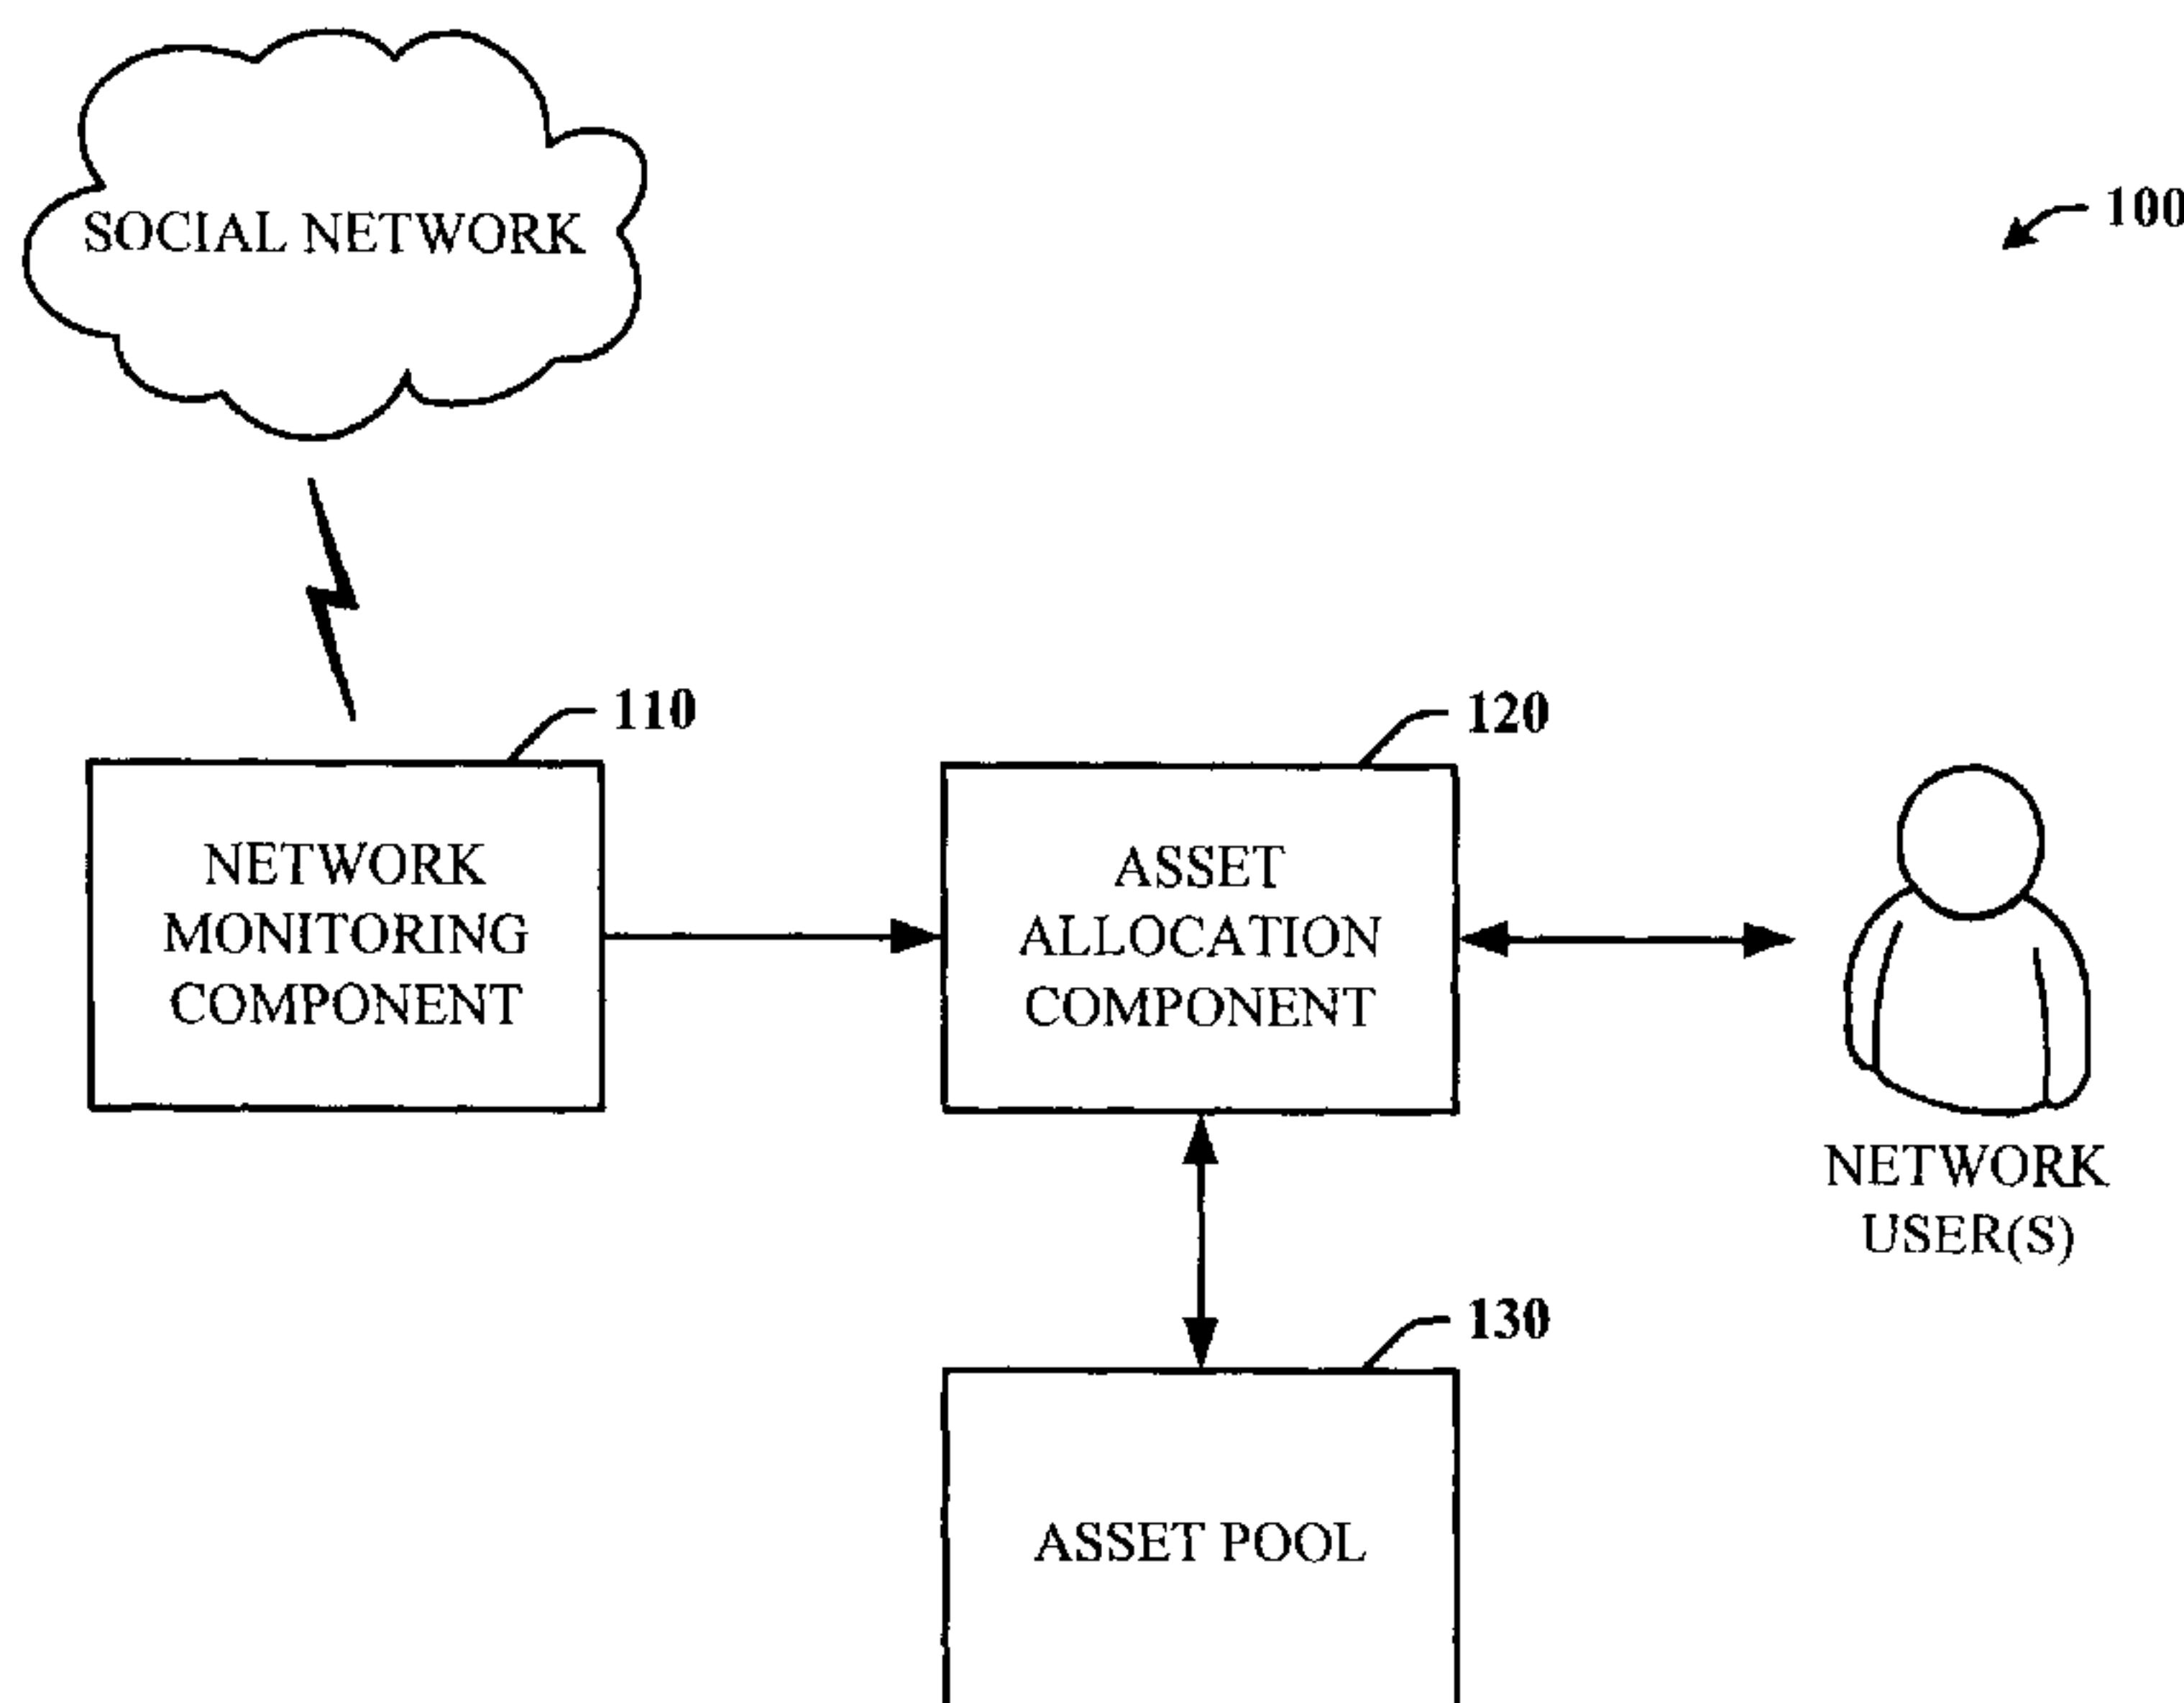 SOCIAL NETWORK
100
110
120
NETWORK
MONITORING
COMPONENT
ASSET
ALLOCATION
COMPONENT
NETWORK
USER(S)
130
ASSET POOL